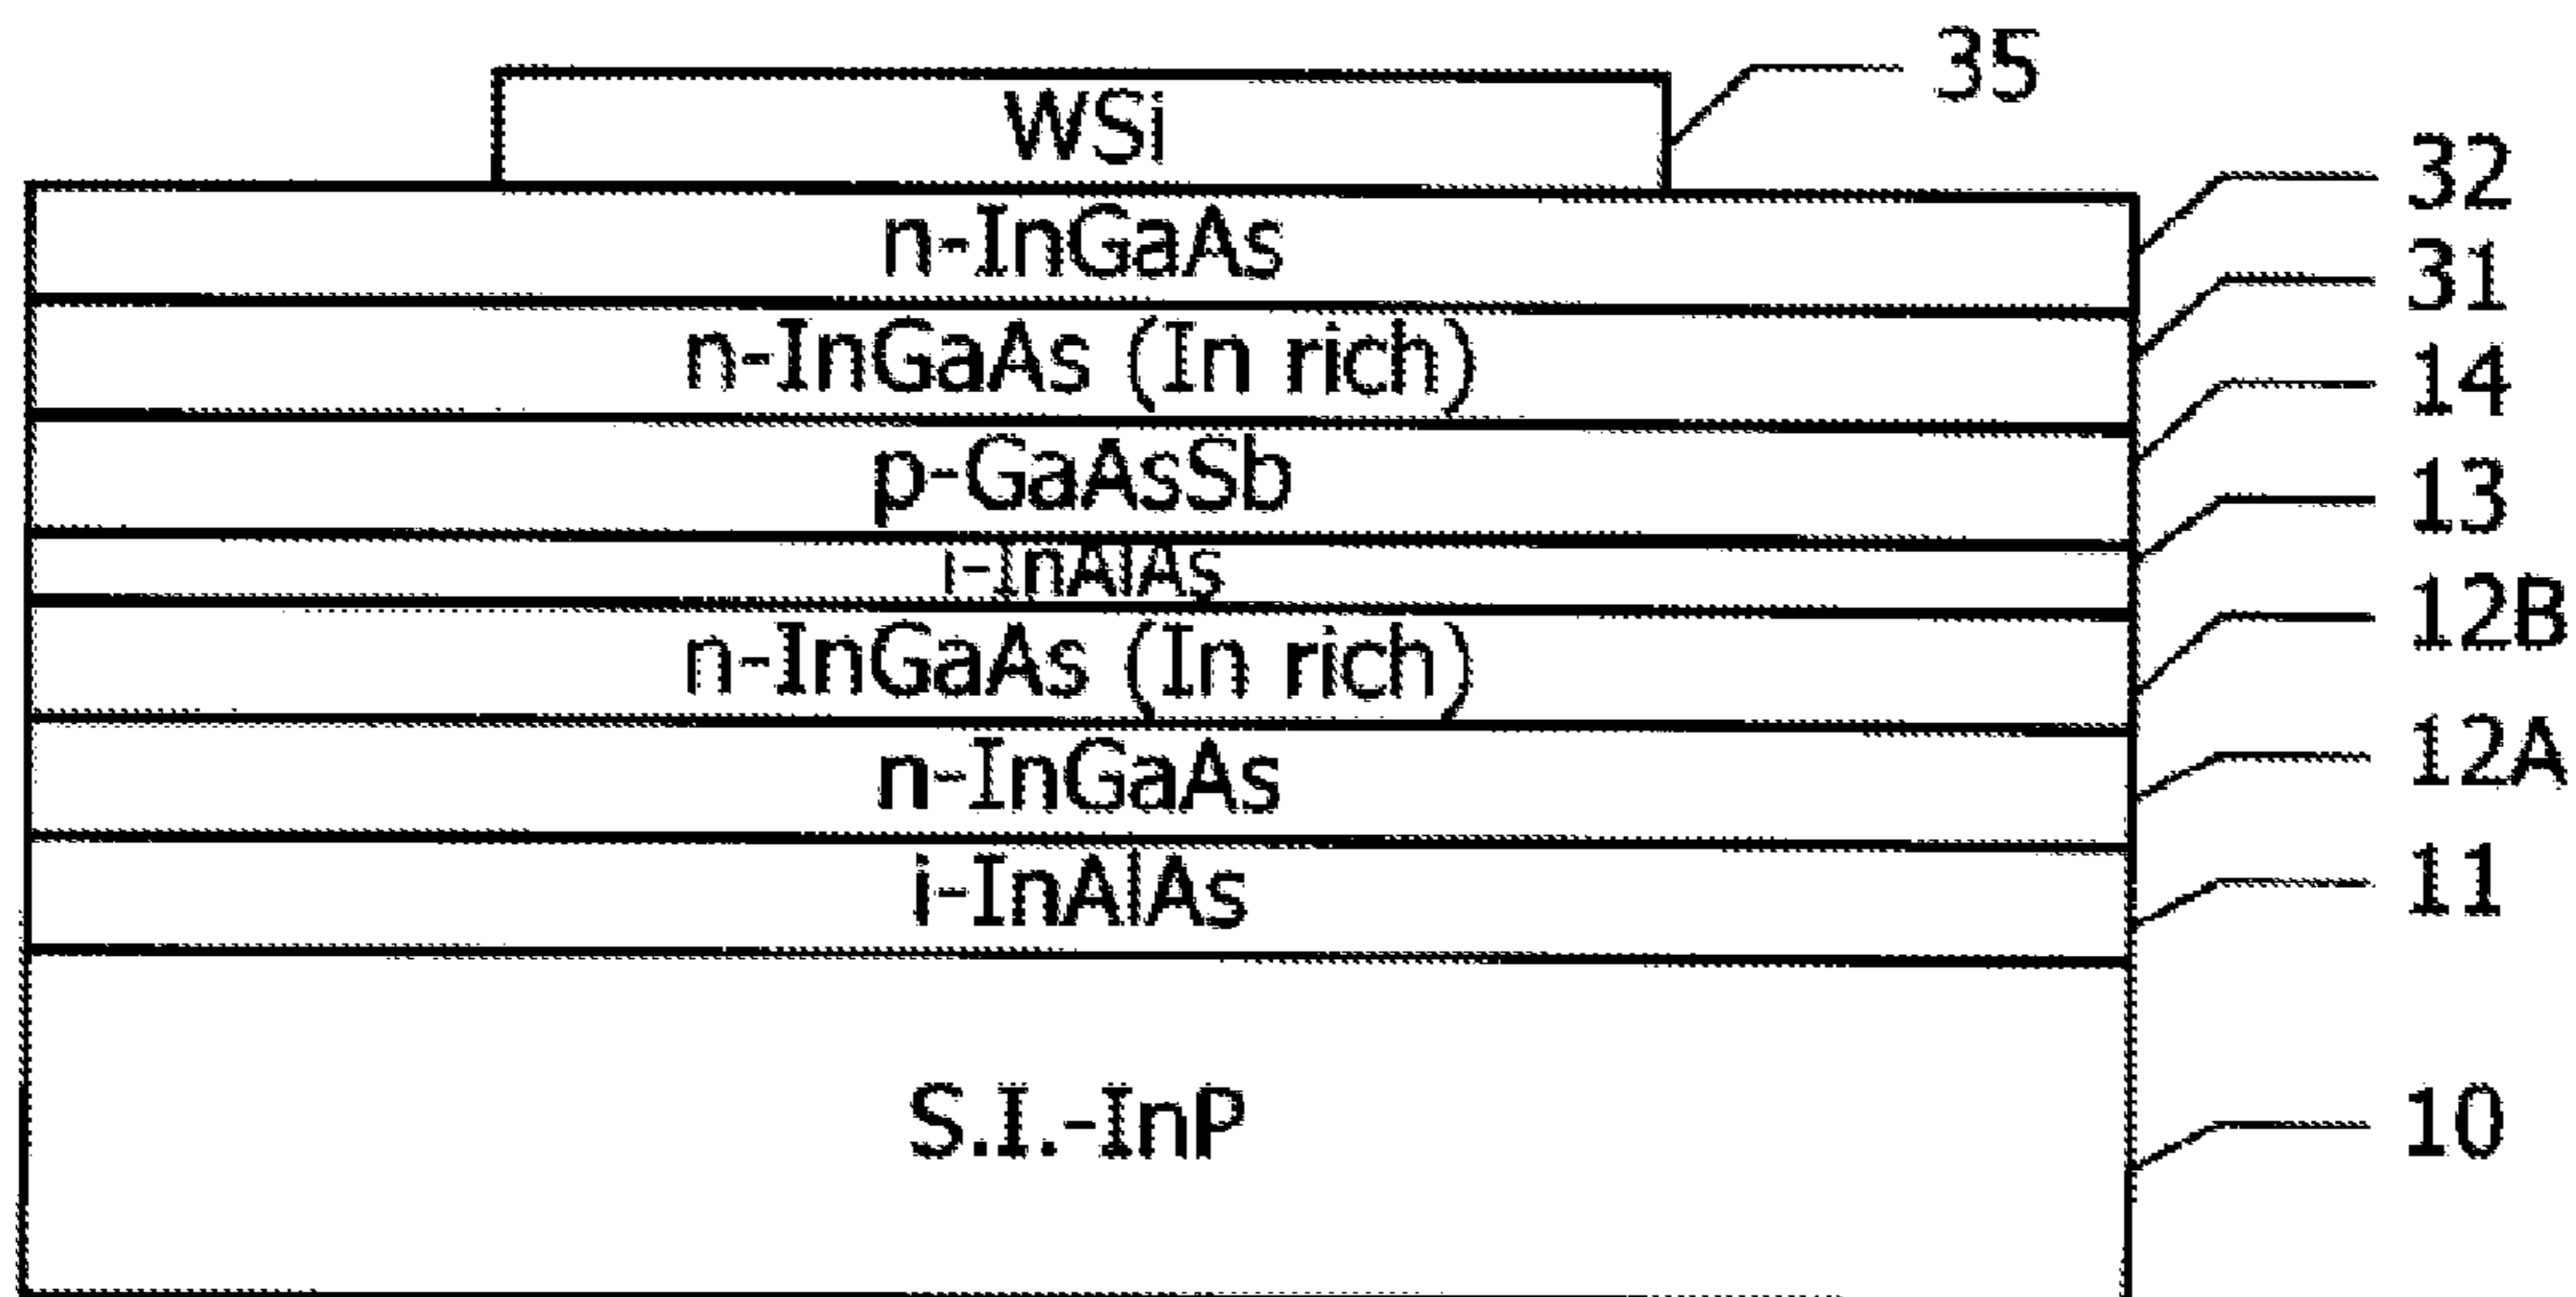 WSi 35
n-InGaAs 32
n-InGaAs (In rich) 31
p-GaAsSb 14
i-InAlAs 13
n-InGaAs (In rich) 12B
n-InGaAs 12A
i-InAlAs 11
S.I.-InP 10